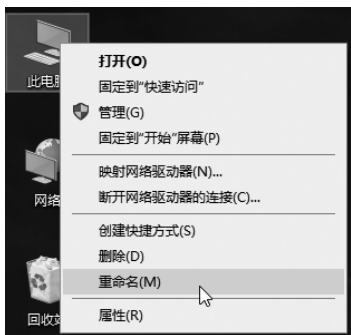 此电脑
打开(O)
固定到"快速访问"
管理(G)
固定到"开始"屏幕(P)
映射网络驱动器(N)...
断开网络驱动器的连接(C)...
网络
创建快捷方式(S)
删除(D)
重命名(M)
属性(R)
回收